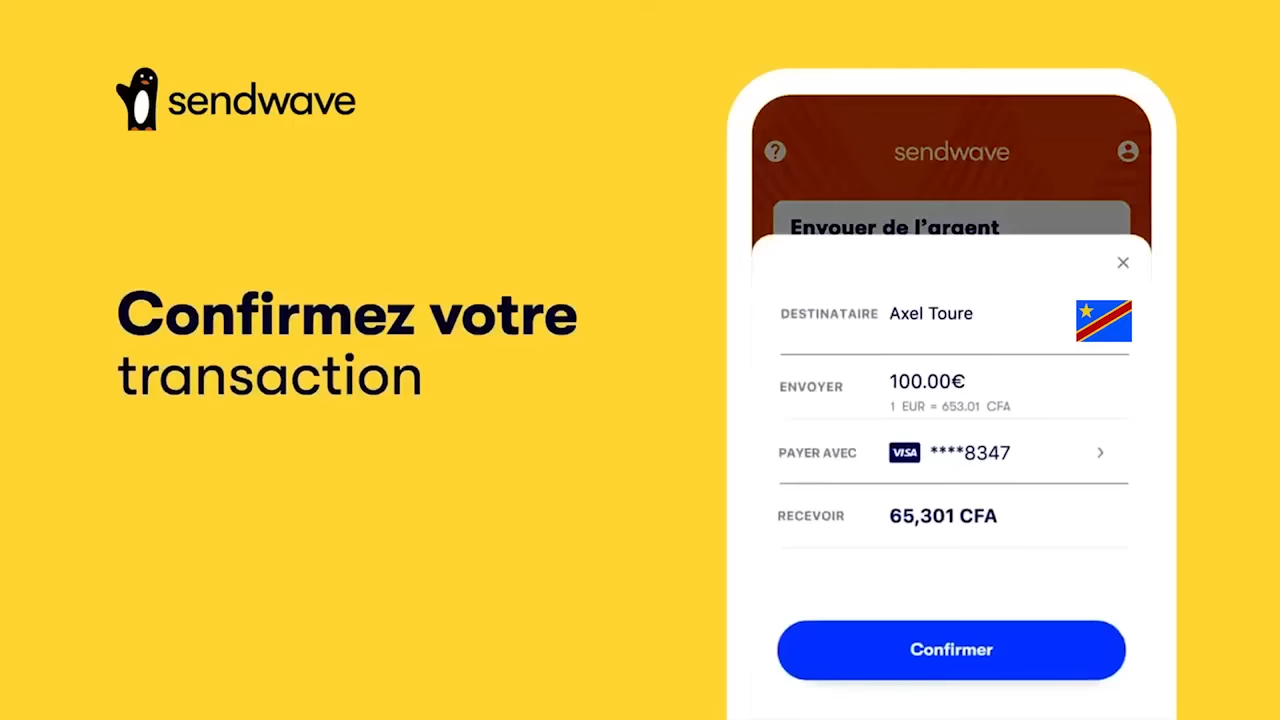 sendwave
Confirmez votre
transaction
?
sendwave
Envoyer de l'argent
DESTINATAIRE Axel Toure
ENVOYER 100.00€
1 EUR = 653.01 CFA
PAYER AVEC VISA ****8347
RECEVOIR 65,301 CFA
Confirmer